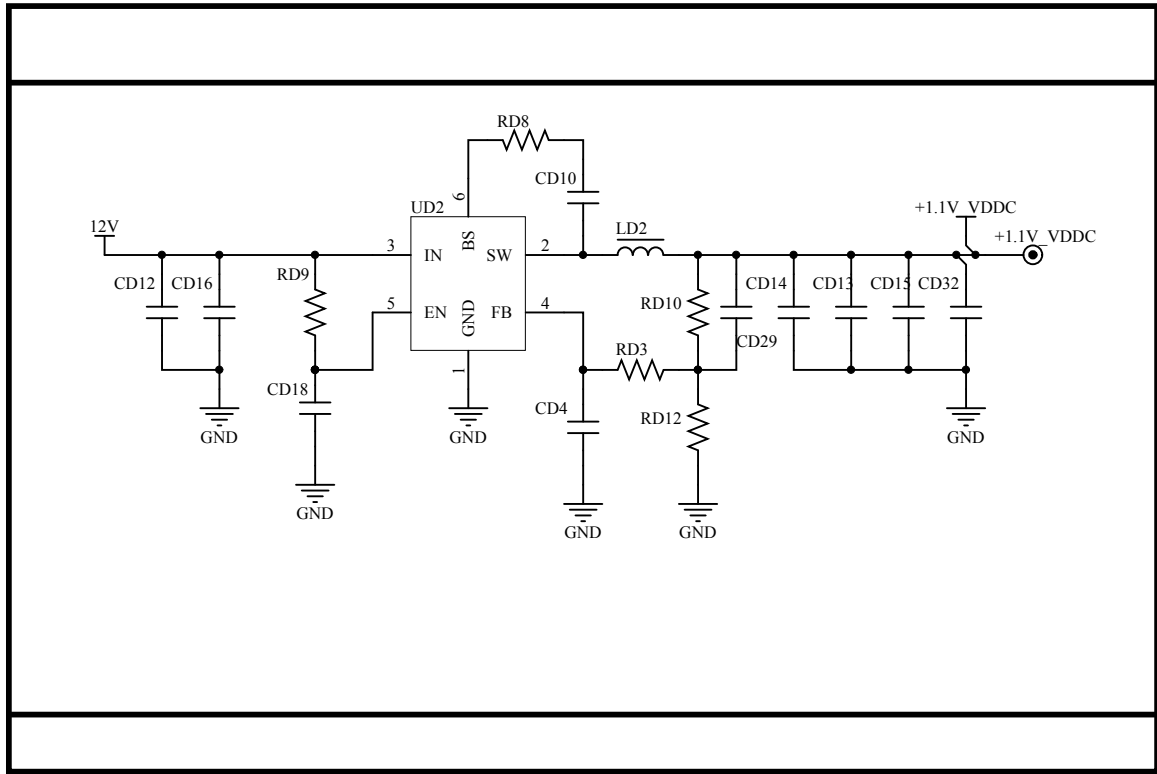 RD8
CD10
6
UD2
BS
12V
3
IN
SW
2
LD2
+1.1V_VDDC
+1.1V_VDDC
CD12
CD16
RD9
5
EN
GND
FB
4
RD10
CD14
CD13
CD15
CD32
CD29
RD3
1
CD18
CD4
RD12
GND
GND
GND
GND
GND
GND